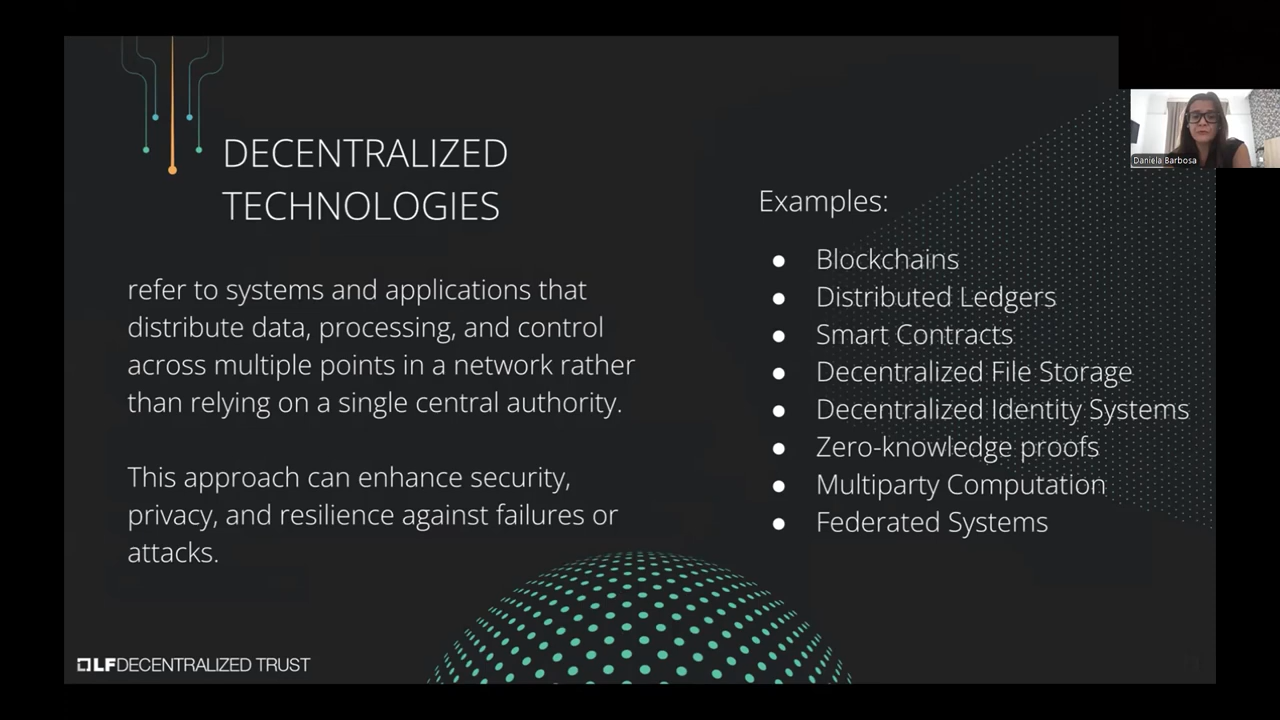 DECENTRALIZED
TECHNOLOGIES
refer to systems and applications that
distribute data, processing, and control
across multiple points in a network rather
than relying on a single central authority.
This approach can enhance security,
privacy, and resilience against failures or
attacks.
Examples:
● Blockchains
● Distributed Ledgers
● Smart Contracts
● Decentralized File Storage
● Decentralized Identity Systems
● Zero-knowledge proofs
● Multiparty Computation
● Federated Systems
Daniela Barbosa
LFDECENTRALIZED TRUST